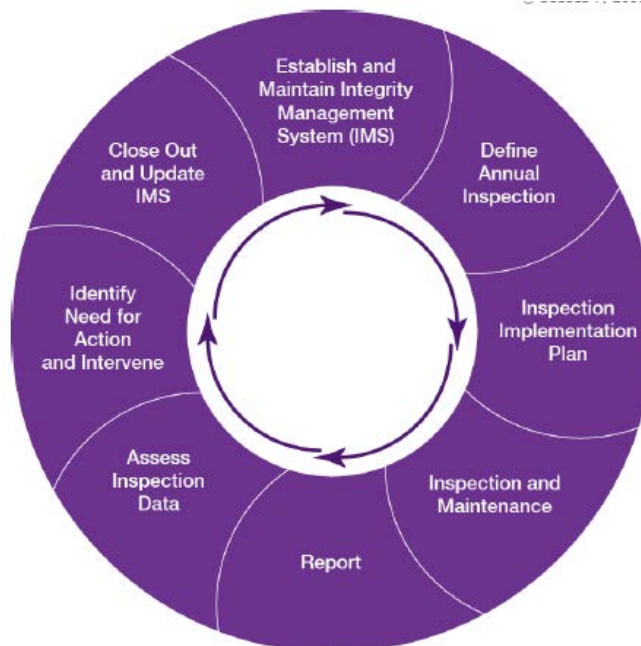 Establish and
Maintain Integrity
Management
System (IMS)
Define
Annual
Inspection
Inspection
Implementation
Plan
Inspection and
Maintenance
Report
Assess
Inspection
Data
Identify
Need for
Action
and Intervene
Close Out
and Update
IMS